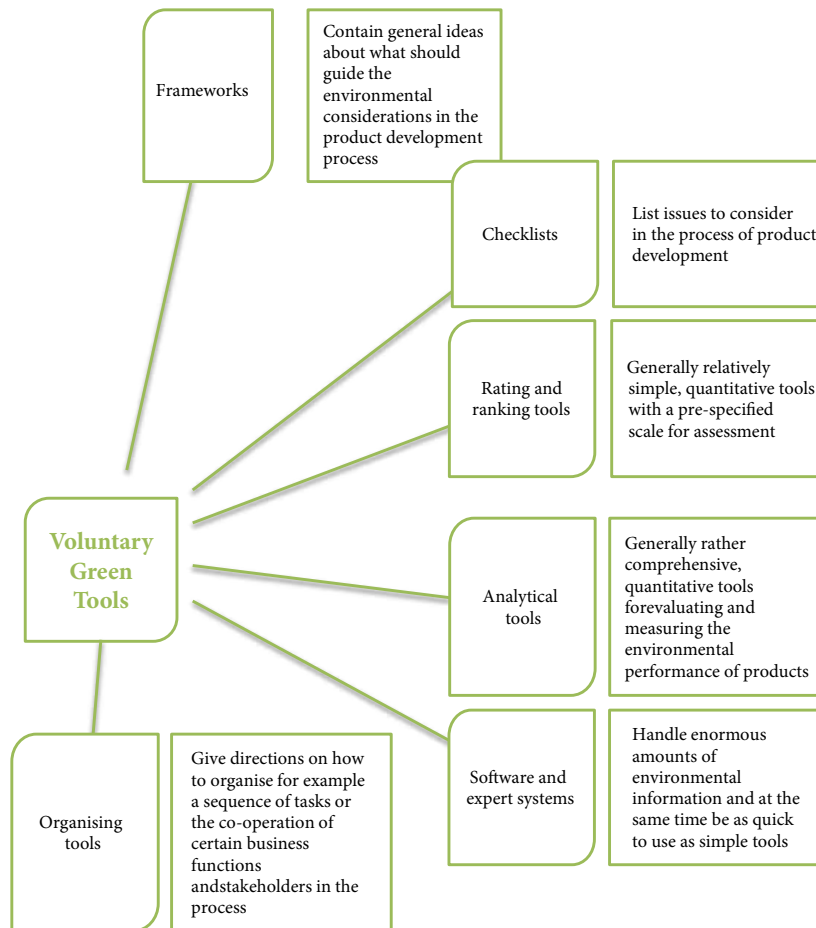 Frameworks
Contain general ideas
about what should
guide the
environmental
considerations in the
product development
process
Checklists
List issues to consider
in the process of product
development
Rating and
ranking tools
Generally relatively
simple, quantitative tools
with a pre-specified
scale for assessment
Voluntary
Green
Tools
Analytical
tools
Generally rather
comprehensive,
quantitative tools
forevaluating and
measuring the
environmental
performance of products
Software and
expert systems
Handle enormous
amounts of
environmental
information and at the
same time be as quick
to use as simple tools
Organising
tools
Give directions on how
to organise for example
a sequence of tasks or
the co-operation of
certain business
functions
andstakeholders in the
process